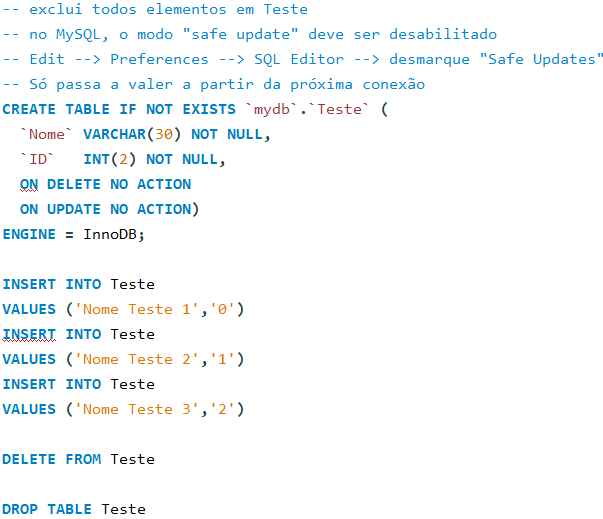 -- exclui todos elementos em Teste
-- no MySQL, o modo "safe update" deve ser desabilitado
-- Edit --> Preferences --> SQL Editor --> desmarque "Safe Updates"
-- Só passa a valer a partir da próxima conexão
CREATE TABLE IF NOT EXISTS `mydb`.`Teste` (
  `Nome` VARCHAR(30) NOT NULL,
  `ID`   INT(2) NOT NULL,
  ON DELETE NO ACTION
  ON UPDATE NO ACTION)
ENGINE = InnoDB;

INSERT INTO Teste
VALUES ('Nome Teste 1','0')
INSERT INTO Teste
VALUES ('Nome Teste 2','1')
INSERT INTO Teste
VALUES ('Nome Teste 3','2')

DELETE FROM Teste

DROP TABLE Teste